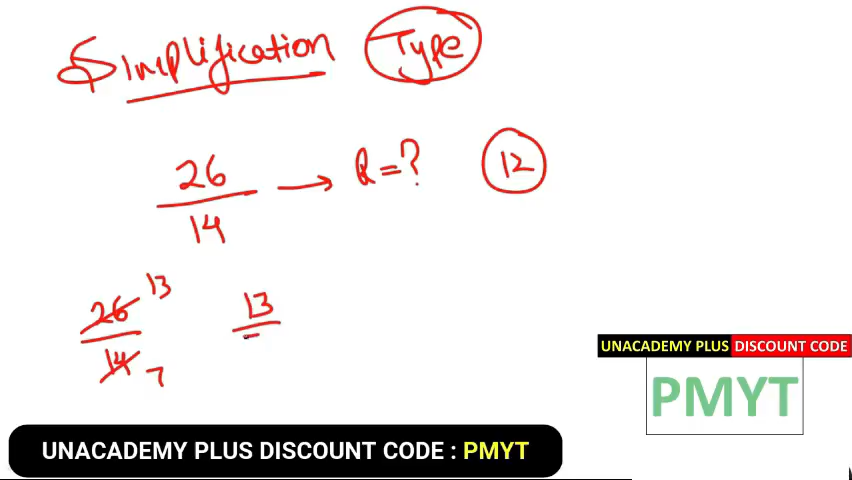 Simplification Type
26
14
→ R=? 12
26 13
14 7
13
UNACADEMY PLUS DISCOUNT CODE
PMYT
UNACADEMY PLUS DISCOUNT CODE : PMYT